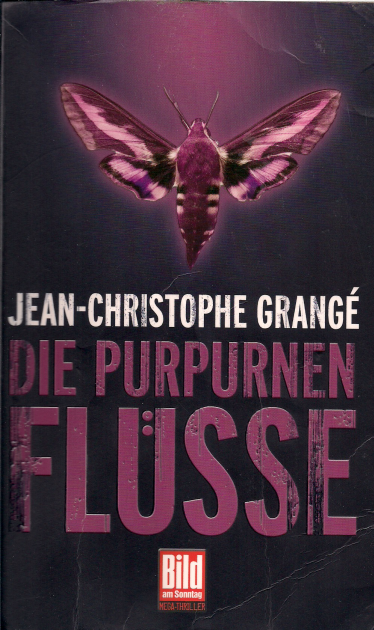 JEAN-CHRISTOPHE GRANGÉ
DIE PURPURNEN
FLÜSSE
Bild
am Sonntag
MEGA-THRILLER